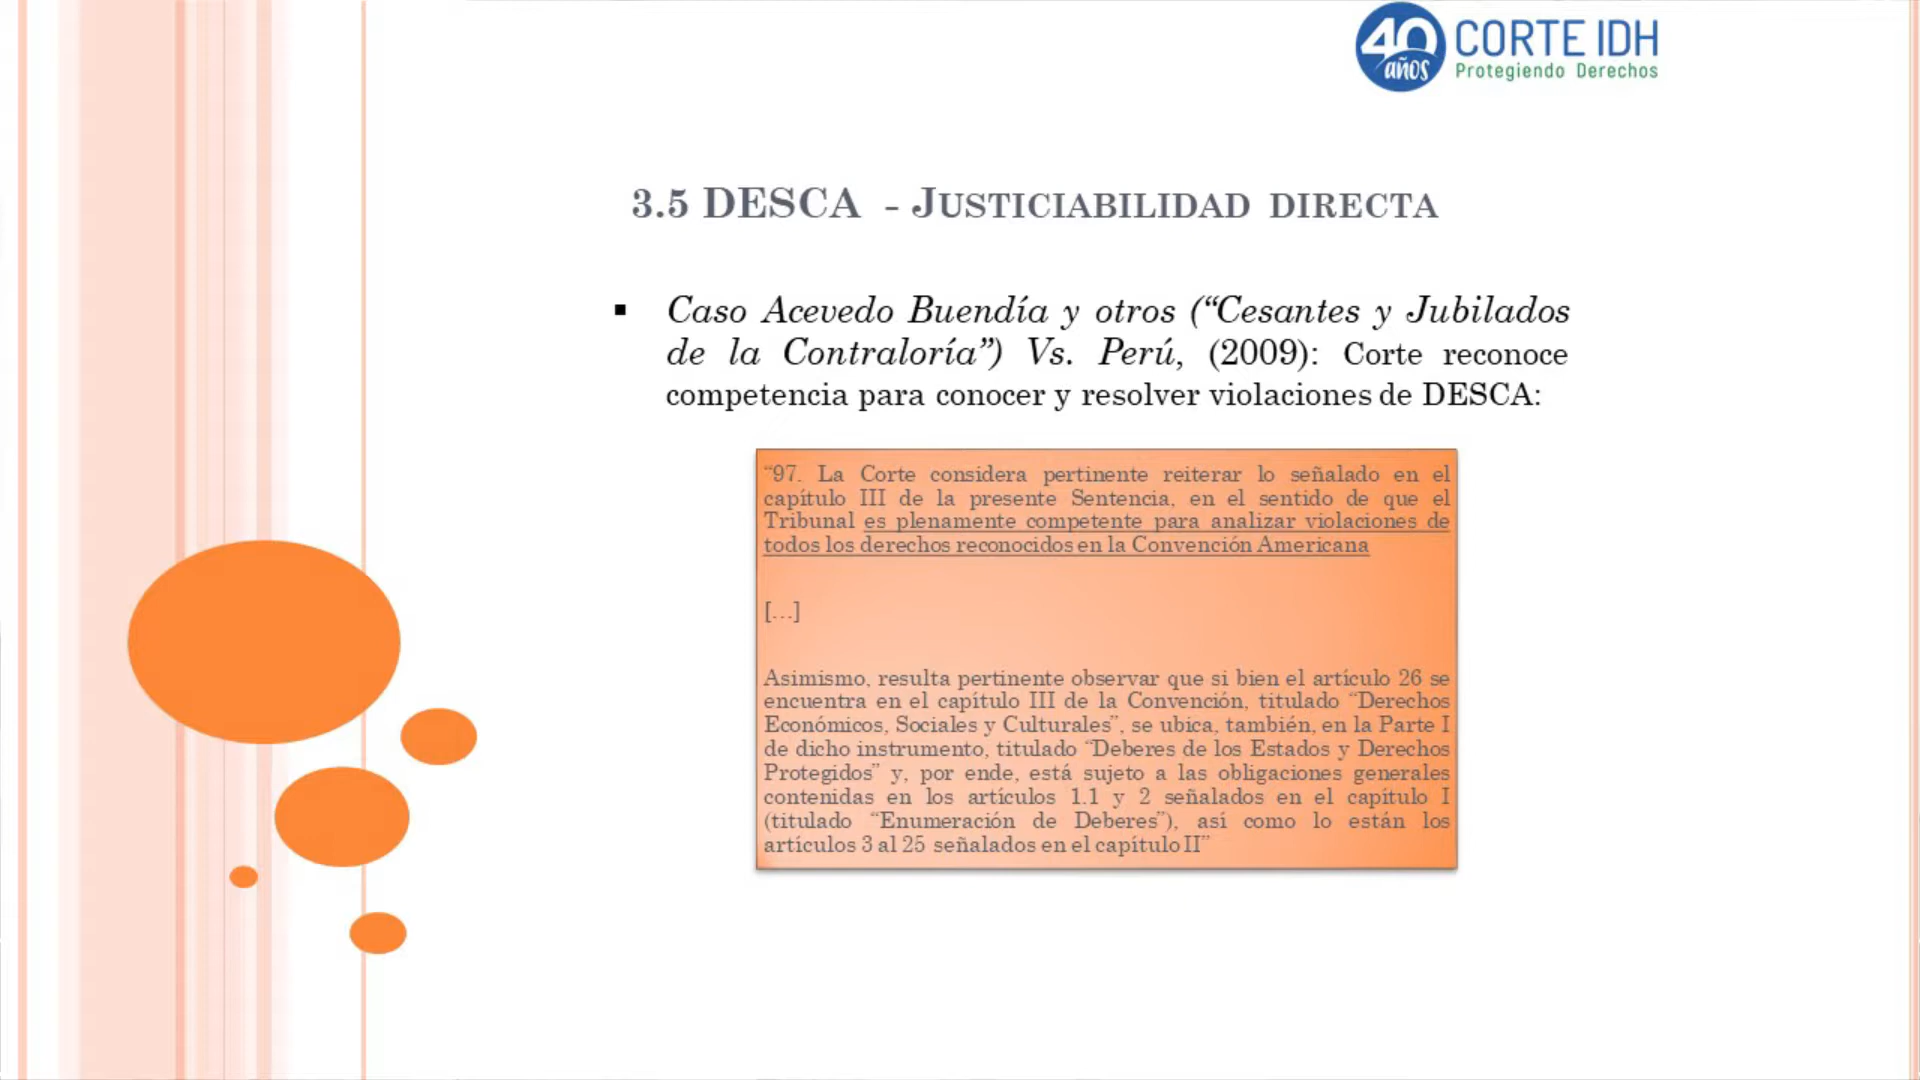 40
años
CORTE IDH
Protegiendo Derechos
3.5 DESCA - JUSTICIABILIDAD DIRECTA
▪ Caso Acevedo Buendía y otros (“Cesantes y Jubilados
de la Contraloría”) Vs. Perú, (2009): Corte reconoce
competencia para conocer y resolver violaciones de DESCA:
“97. La Corte considera pertinente reiterar lo señalado en el
capítulo III de la presente Sentencia, en el sentido de que el
Tribunal es plenamente competente para analizar violaciones de
todos los derechos reconocidos en la Convención Americana
[…]
Asimismo, resulta pertinente observar que si bien el artículo 26 se
encuentra en el capítulo III de la Convención, titulado “Derechos
Económicos, Sociales y Culturales”, se ubica, también, en la Parte I
de dicho instrumento, titulado “Deberes de los Estados y Derechos
Protegidos” y, por ende, está sujeto a las obligaciones generales
contenidas en los artículos 1.1 y 2 señalados en el capítulo I
(titulado “Enumeración de Deberes”), así como lo están los
artículos 3 al 25 señalados en el capítulo II”